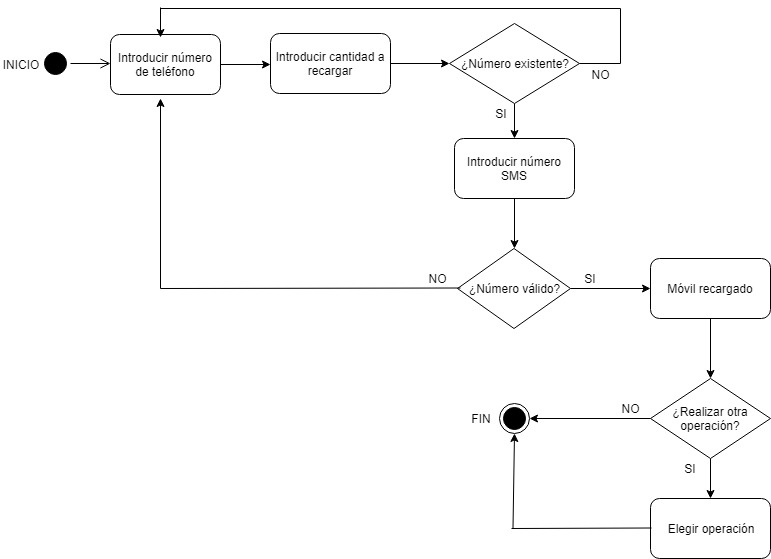 INICIO
Introducir número
de teléfono
Introducir cantidad a
recargar
¿Número existente?
NO
SI
Introducir número
SMS
¿Número válido?
NO
SI
Móvil recargado
¿Realizar otra
operación?
NO
FIN
SI
Elegir operación